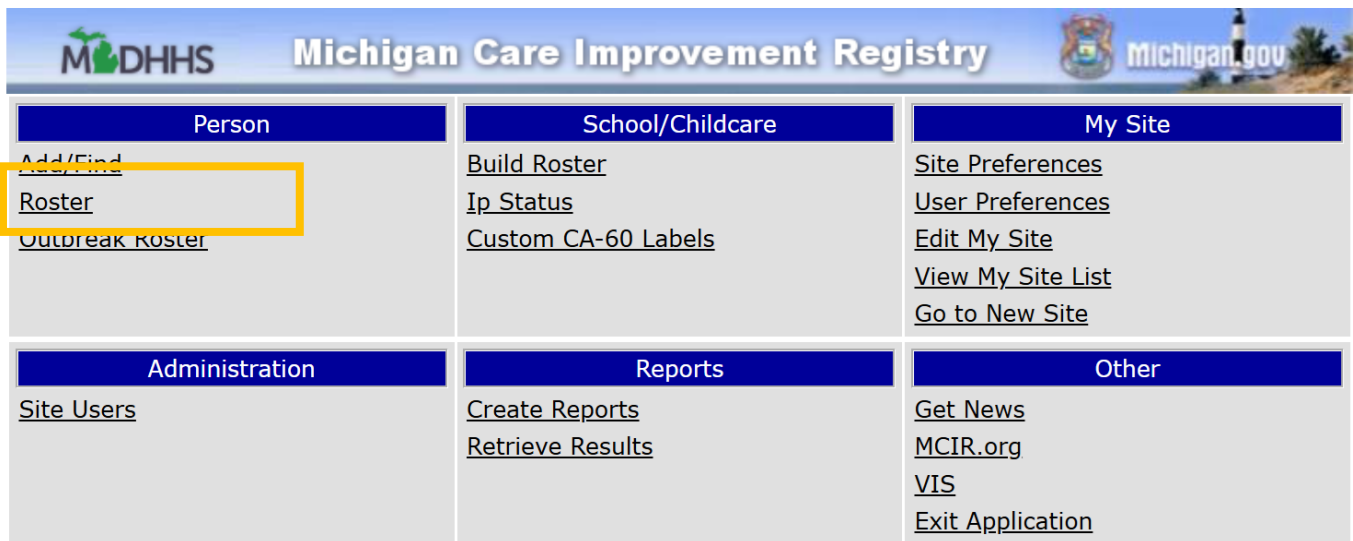 MDHHS
Michigan Care Improvement Registry
Michigan.gov
Person
Add/Find
Roster
Outbreak Roster
School/Childcare
Build Roster
Ip Status
Custom CA-60 Labels
My Site
Site Preferences
User Preferences
Edit My Site
View My Site List
Go to New Site
Administration
Site Users
Reports
Create Reports
Retrieve Results
Other
Get News
MCIR.org
VIS
Exit Application